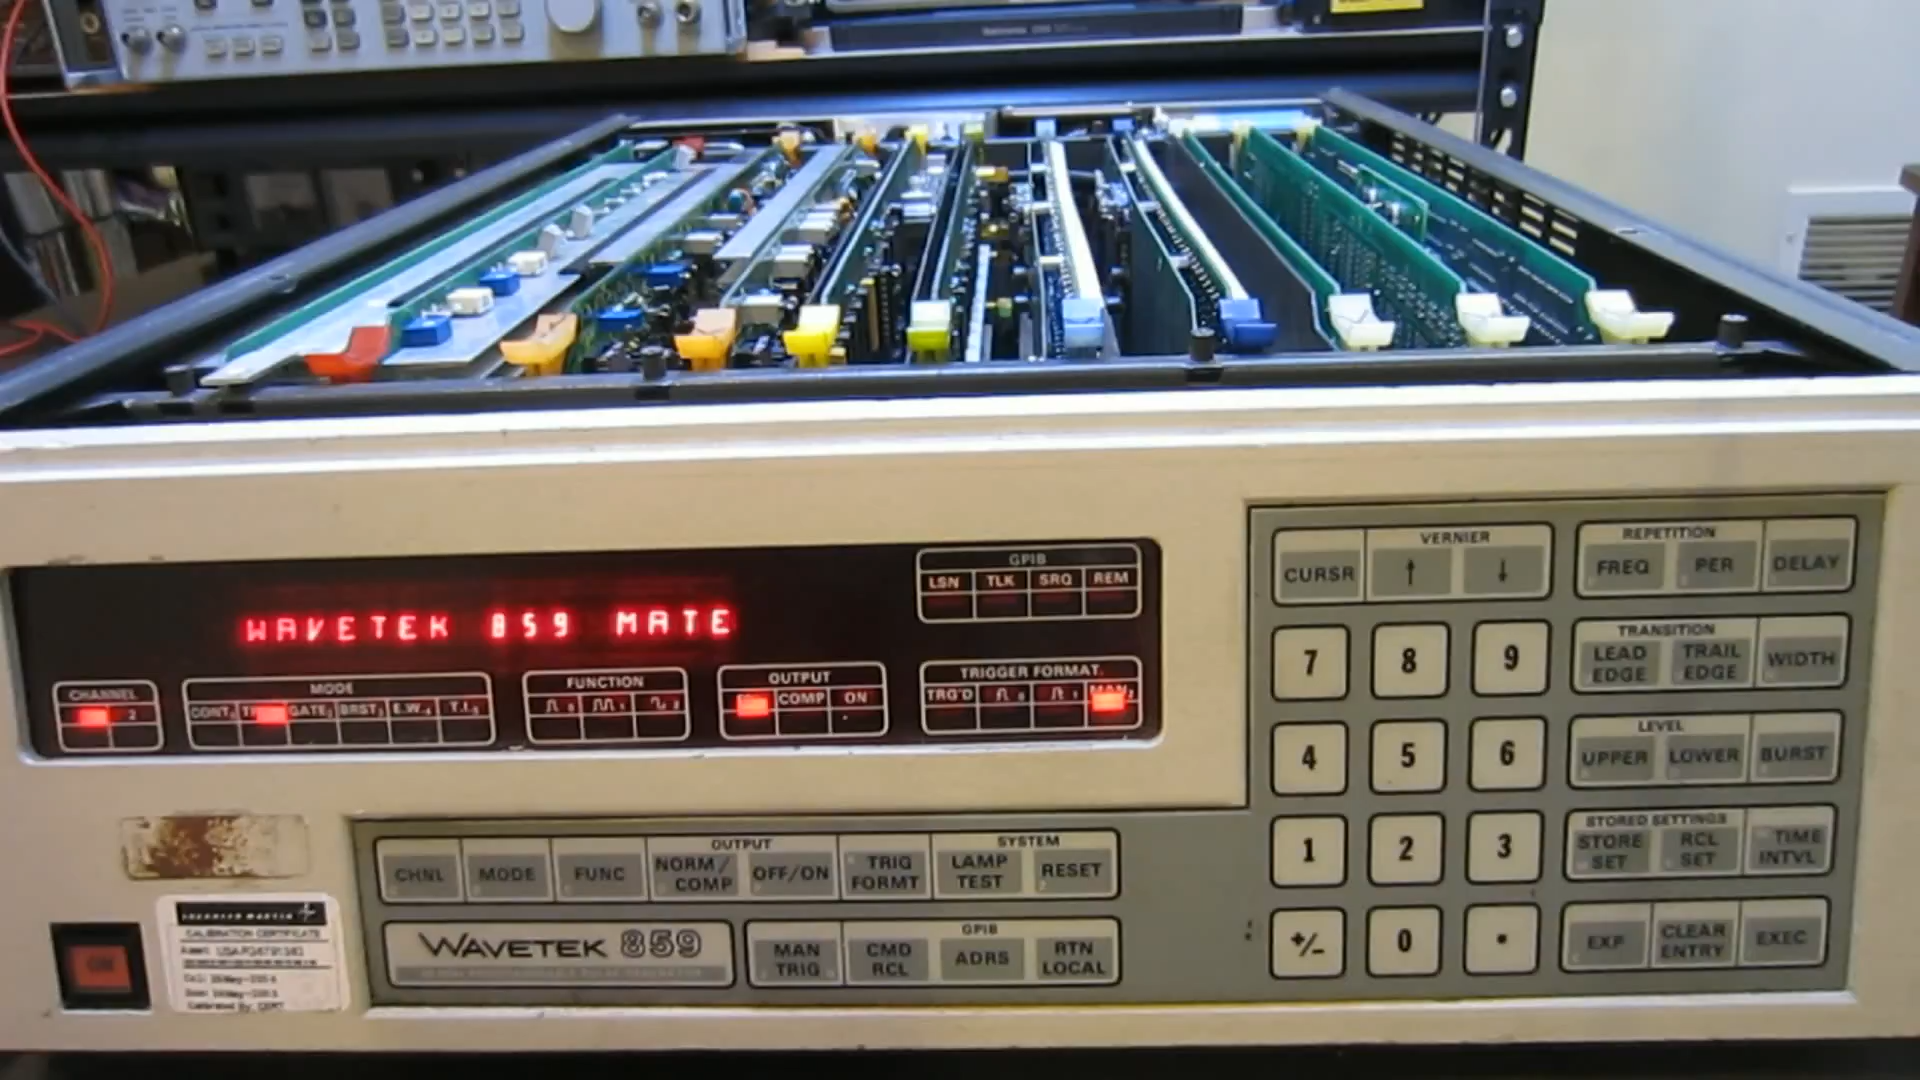 WAVETEK 859 MATE
GPIB
LSN TLK SRQ REM
CHANNEL
2
MODE
CONT GATE BRST E.W. T.I.
FUNCTION
OUTPUT
COMP ON
TRIGGER FORMAT
TRG'D
CURSR
VERNIER
↑ ↓
REPETITION
FREQ PER DELAY
7 8 9
TRANSITION
LEAD EDGE TRAIL EDGE WIDTH
4 5 6
LEVEL
UPPER LOWER BURST
1 2 3
STORED SETTINGS
STORE SET RCL SET TIME INTVL
+/- 0 .
EXP CLEAR ENTRY EXEC
OUTPUT SYSTEM
CHNL MODE FUNC NORM/COMP OFF/ON TRIG FORMT LAMP TEST RESET
WAVETEK 859
GPIB
MAN TRIG CMD RCL ADRS RTN LOCAL
ON
CALIBRATION CERTIFICATE